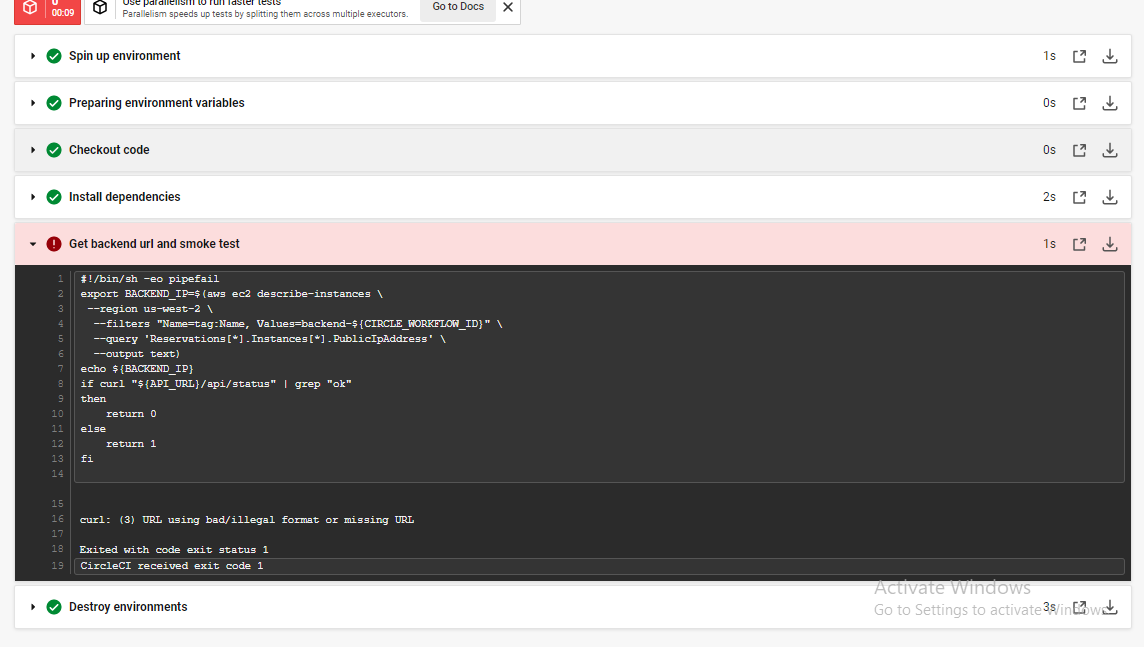 0
00:09
Use parallelism to run faster tests
Parallelism speeds up tests by splitting them across multiple executors.
Go to Docs
Spin up environment 1s
Preparing environment variables 0s
Checkout code 0s
Install dependencies 2s
Get backend url and smoke test 1s
1 #!/bin/sh -eo pipefail
2 export BACKEND_IP=$(aws ec2 describe-instances \
3 --region us-west-2 \
4 --filters "Name=tag:Name, Values=backend-${CIRCLE_WORKFLOW_ID}" \
5 --query 'Reservations[*].Instances[*].PublicIpAddress' \
6 --output text)
7 echo ${BACKEND_IP}
8 if curl "${API_URL}/api/status" | grep "ok"
9 then
10 return 0
11 else
12 return 1
13 fi
14
15
16 curl: (3) URL using bad/illegal format or missing URL
17
18 Exited with code exit status 1
19 CircleCI received exit code 1
Destroy environments 3s
Activate Windows
Go to Settings to activate Windows.